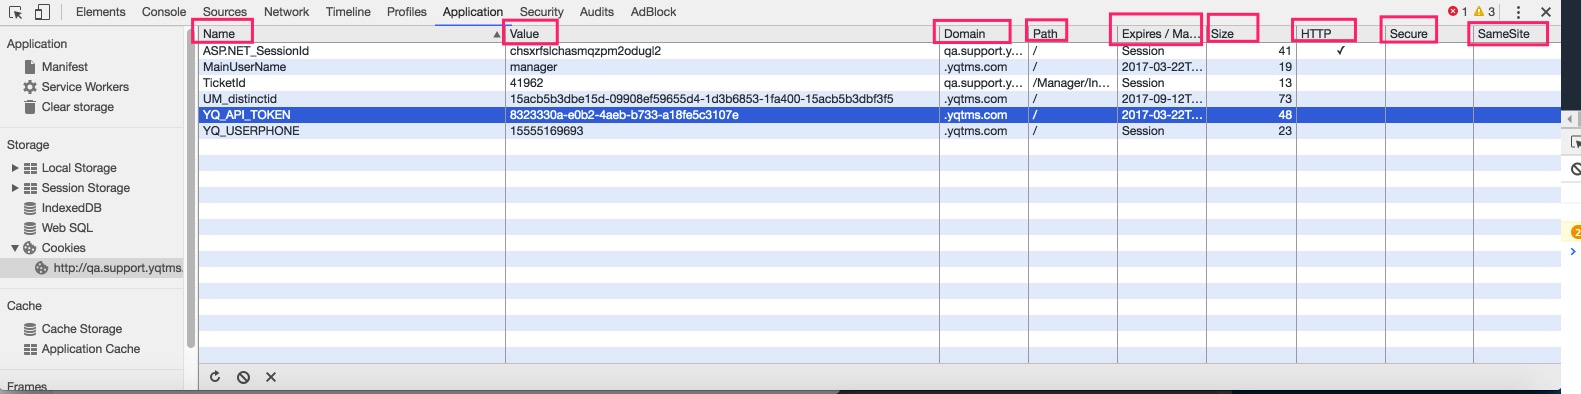 Elements Console Sources Network Timeline Profiles Application Security Audits AdBlock 1 3
Application
Manifest
Service Workers
Clear storage
Storage
Local Storage
Session Storage
IndexedDB
Web SQL
Cookies
http://qa.support.yqtms.
Cache
Cache Storage
Application Cache
Frames
Name Value Domain Path Expires / Ma... Size HTTP Secure SameSite
ASP.NET_SessionId chsxrfslchasmqzpm2odugl2 qa.support.y... / Session 41 ✓
MainUserName manager .yqtms.com / 2017-03-22T... 19
TicketId 41962 qa.support.y... /Manager/In... Session 13
UM_distinctid 15acb5b3dbe15d-09908ef59655d4-1d3b6853-1fa400-15acb5b3dbf3f5 .yqtms.com / 2017-09-12T... 73
YQ_API_TOKEN 8323330a-e0b2-4aeb-b733-a18fe5c3107e .yqtms.com / 2017-03-22T... 48
YQ_USERPHONE 15555169693 .yqtms.com / Session 23
2